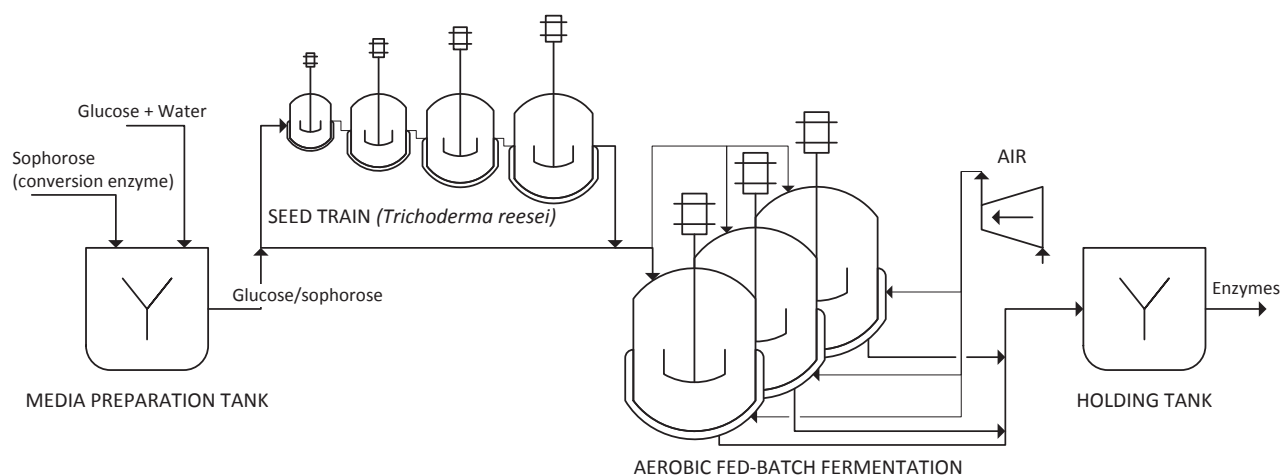 Glucose + Water
Sophorose
(conversion enzyme)
SEED TRAIN (Trichoderma reesei)
AIR
Glucose/sophorose
Enzymes
MEDIA PREPARATION TANK
HOLDING TANK
AEROBIC FED-BATCH FERMENTATION